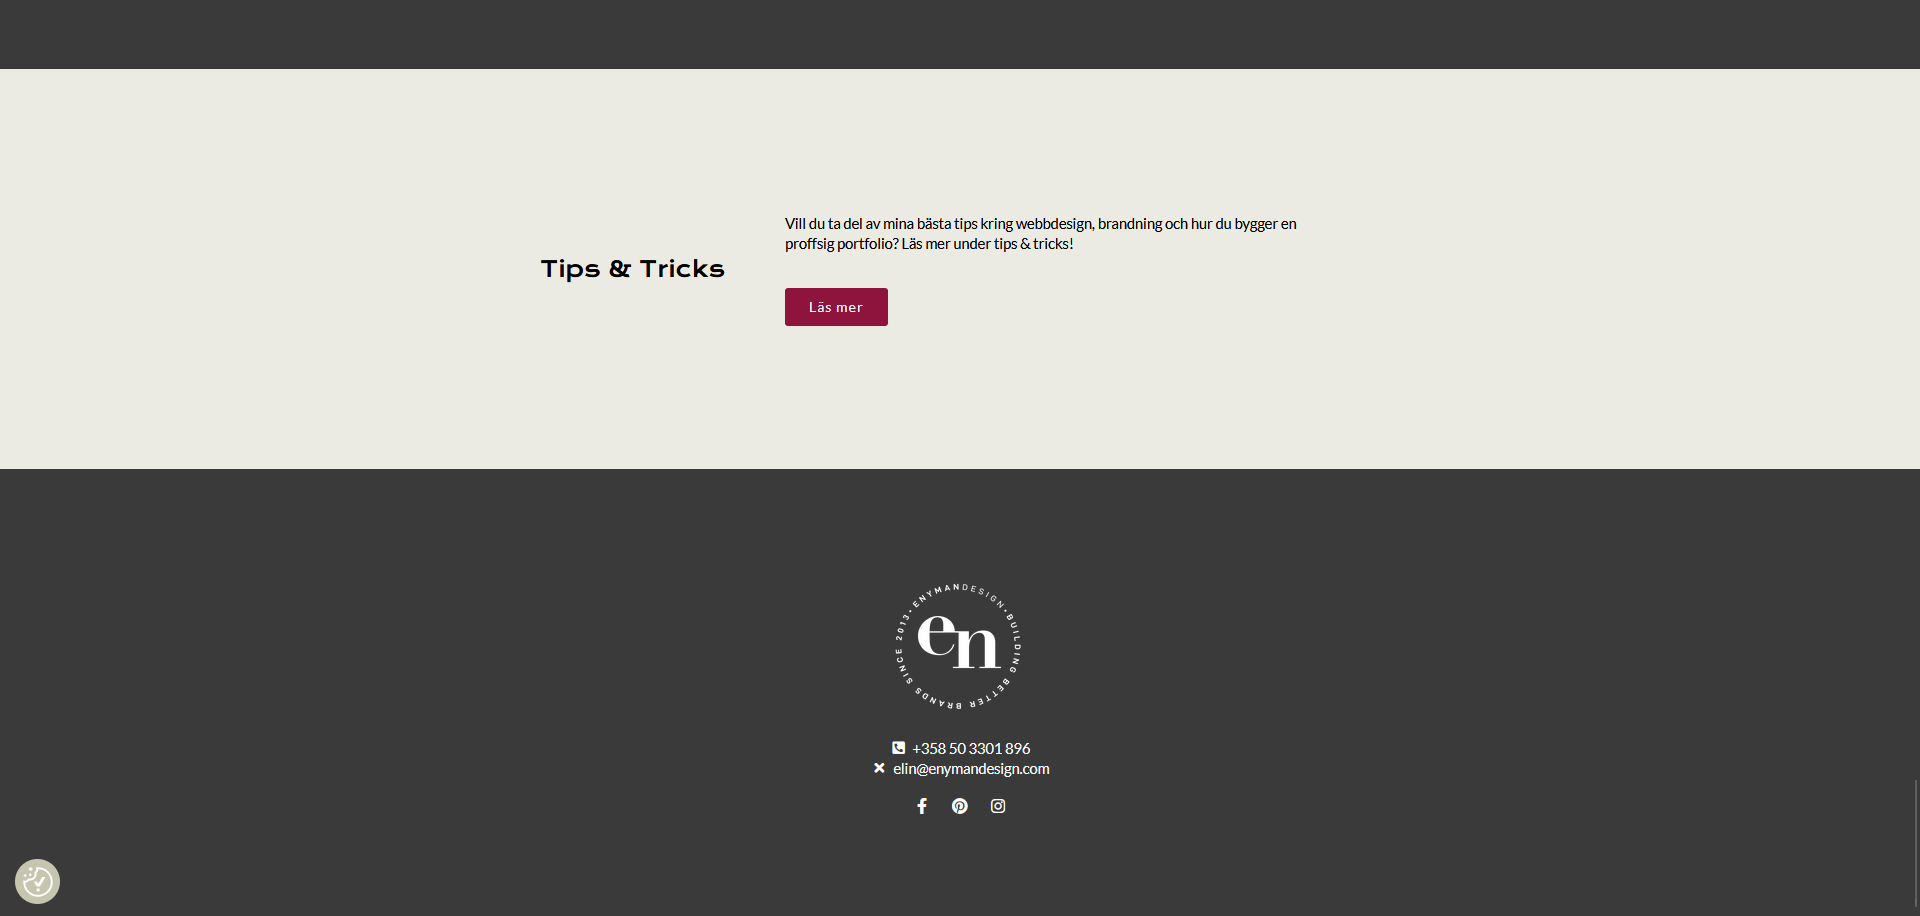 Tips & Tricks
Vill du ta del av mina bästa tips kring webbdesign, brandning och hur du bygger en
proffsig portfolio? Läs mer under tips & tricks!
Läs mer
ENYMANDESIGN • BUILDING BETTER BRANDS SINCE 2013 •
en
+358 50 3301 896
elin@enymandesign.com